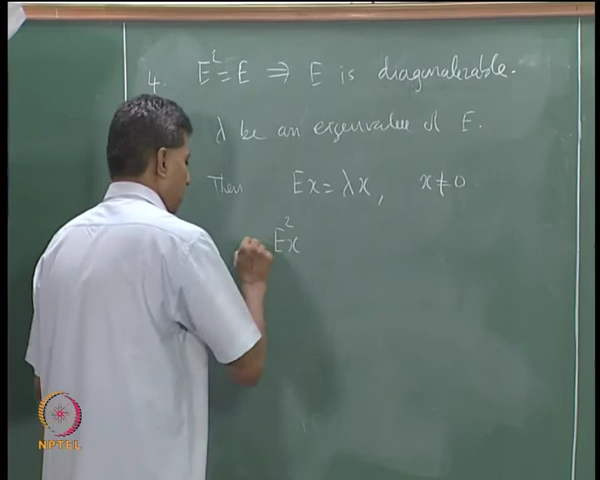 4. E² = E ⇒ E is diagonalizable.
λ be an eigenvalue of E.
Then Ex = λx, x ≠ 0
E²x
NPTEL